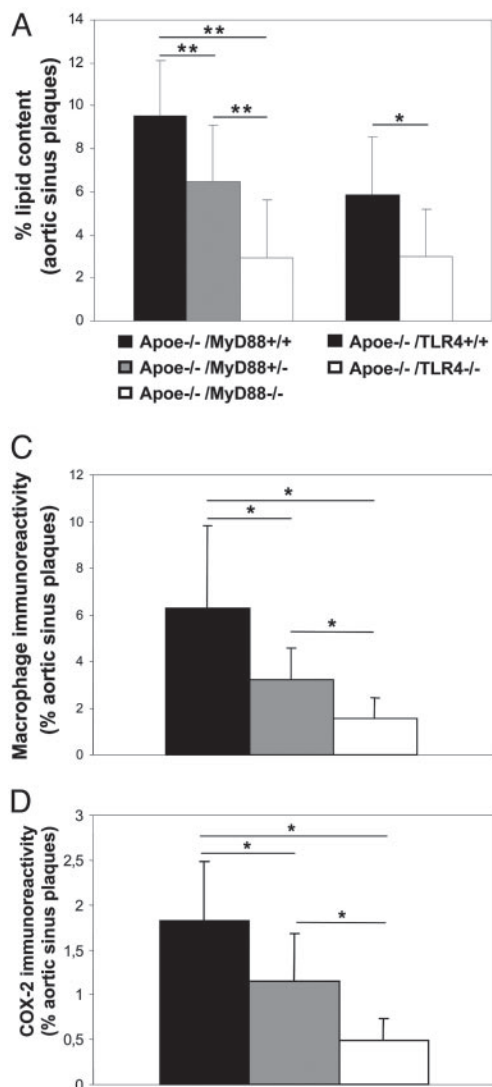 A
% lipid content
(aortic sinus plaques)
14
12
10
8
6
4
2
0
**
**
**
*
Apoe-/- /MyD88+/+
Apoe-/- /MyD88+/-
Apoe-/- /MyD88-/-
Apoe-/- /TLR4+/+
Apoe-/- /TLR4-/-
C
Macrophage immunoreactivity
(% aortic sinus plaques)
12
10
8
6
4
2
0
*
*
*
D
COX-2 immunoreactivity
(% aortic sinus plaques)
3
2,5
2
1,5
1
0,5
0
*
*
*